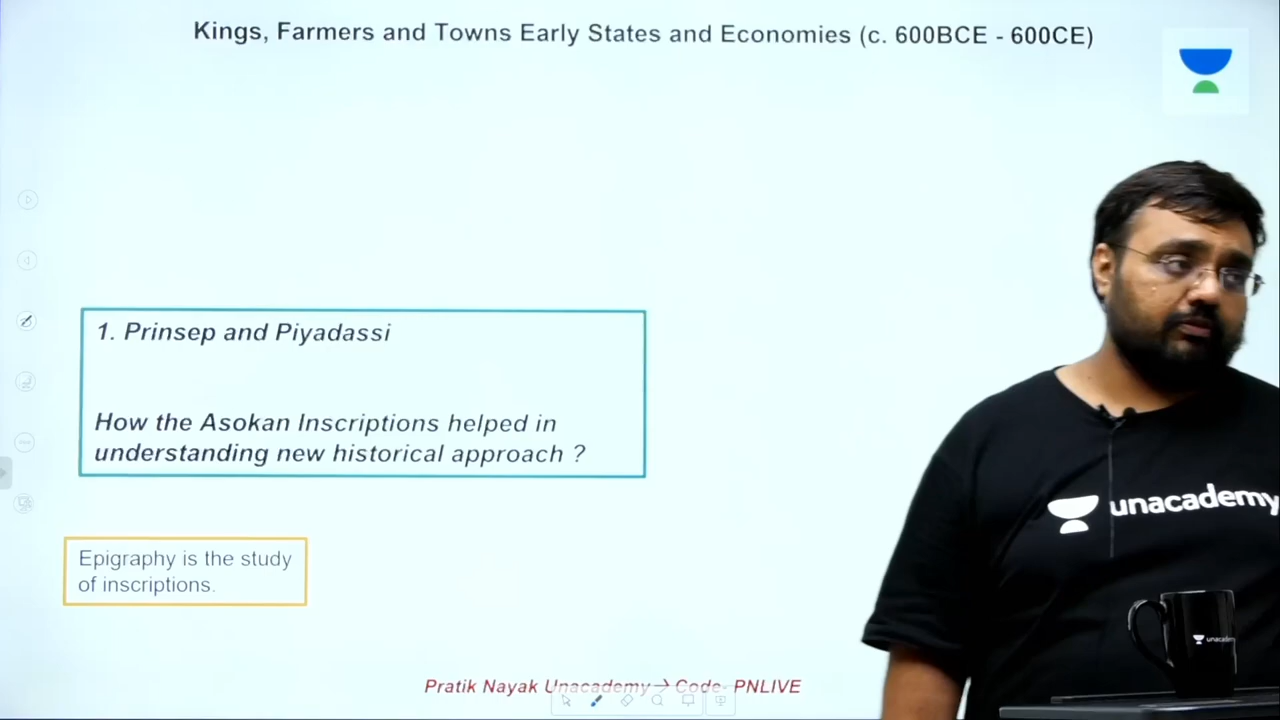 Kings, Farmers and Towns Early States and Economies (c. 600BCE - 600CE)
1. Prinsep and Piyadassi
How the Asokan Inscriptions helped in
understanding new historical approach ?
Epigraphy is the study
of inscriptions.
unacademy
unacademy
Pratik Nayak Unacademy→ Code- PNLIVE